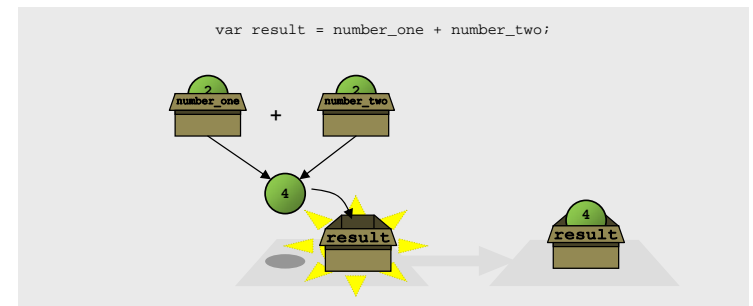 var result = number_one + number_two;
2 2
number_one + number_two
4
4
result result